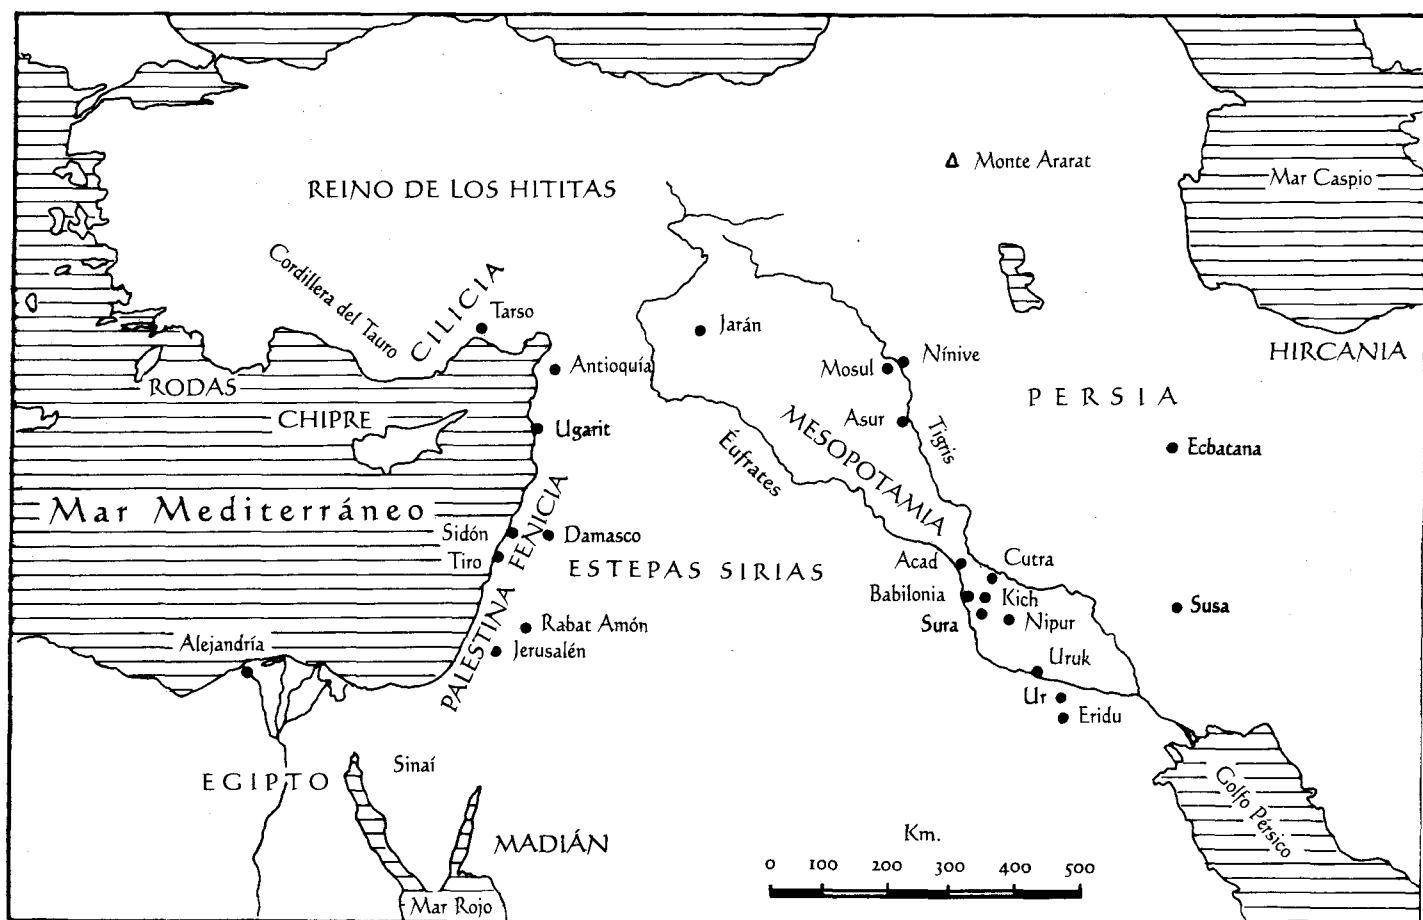 Monte Ararat
Mar Caspio
REINO DE LOS HITITAS
Cordillera del Tauro
CILICIA
Tarso
Jarán
Nínive
Mosul
HIRCANIA
Antioquía
RODAS
PERSIA
CHIPRE
Ugarit
Asur
Tigris
MESOPOTAMIA
Éufrates
Ecbatana
Mar Mediterráneo
Sidón
FENICIA
Damasco
Tiro
ESTEPAS SIRIAS
Acad
Cutra
Babilonia
Kich
Susa
Sura
Nipur
PALESTINA
Rabat Amón
Alejandría
Jerusalén
Uruk
Ur
Eridu
Sinaí
EGIPTO
Golfo Pérsico
MADIÁN
Km.
0 100 200 300 400 500
Mar Rojo